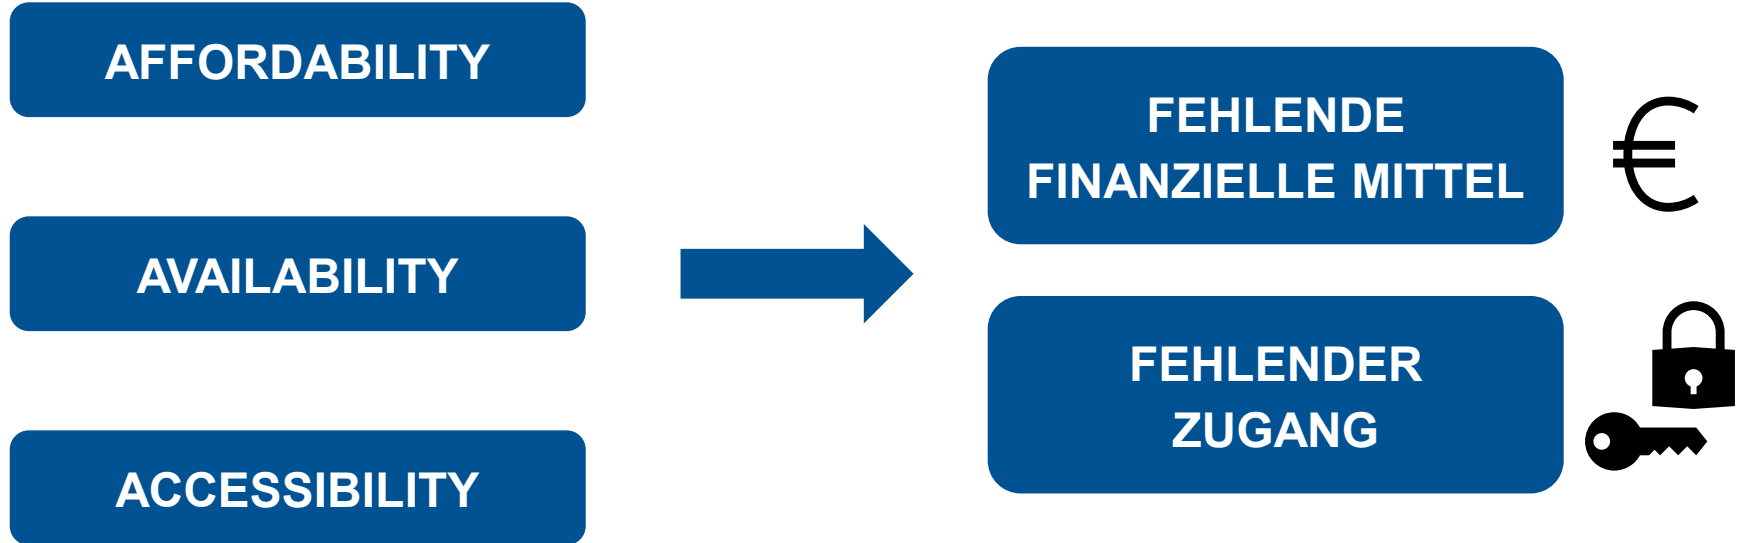 AFFORDABILITY
AVAILABILITY
ACCESSIBILITY
FEHLENDE
FINANZIELLE MITTEL
€
FEHLENDER
ZUGANG